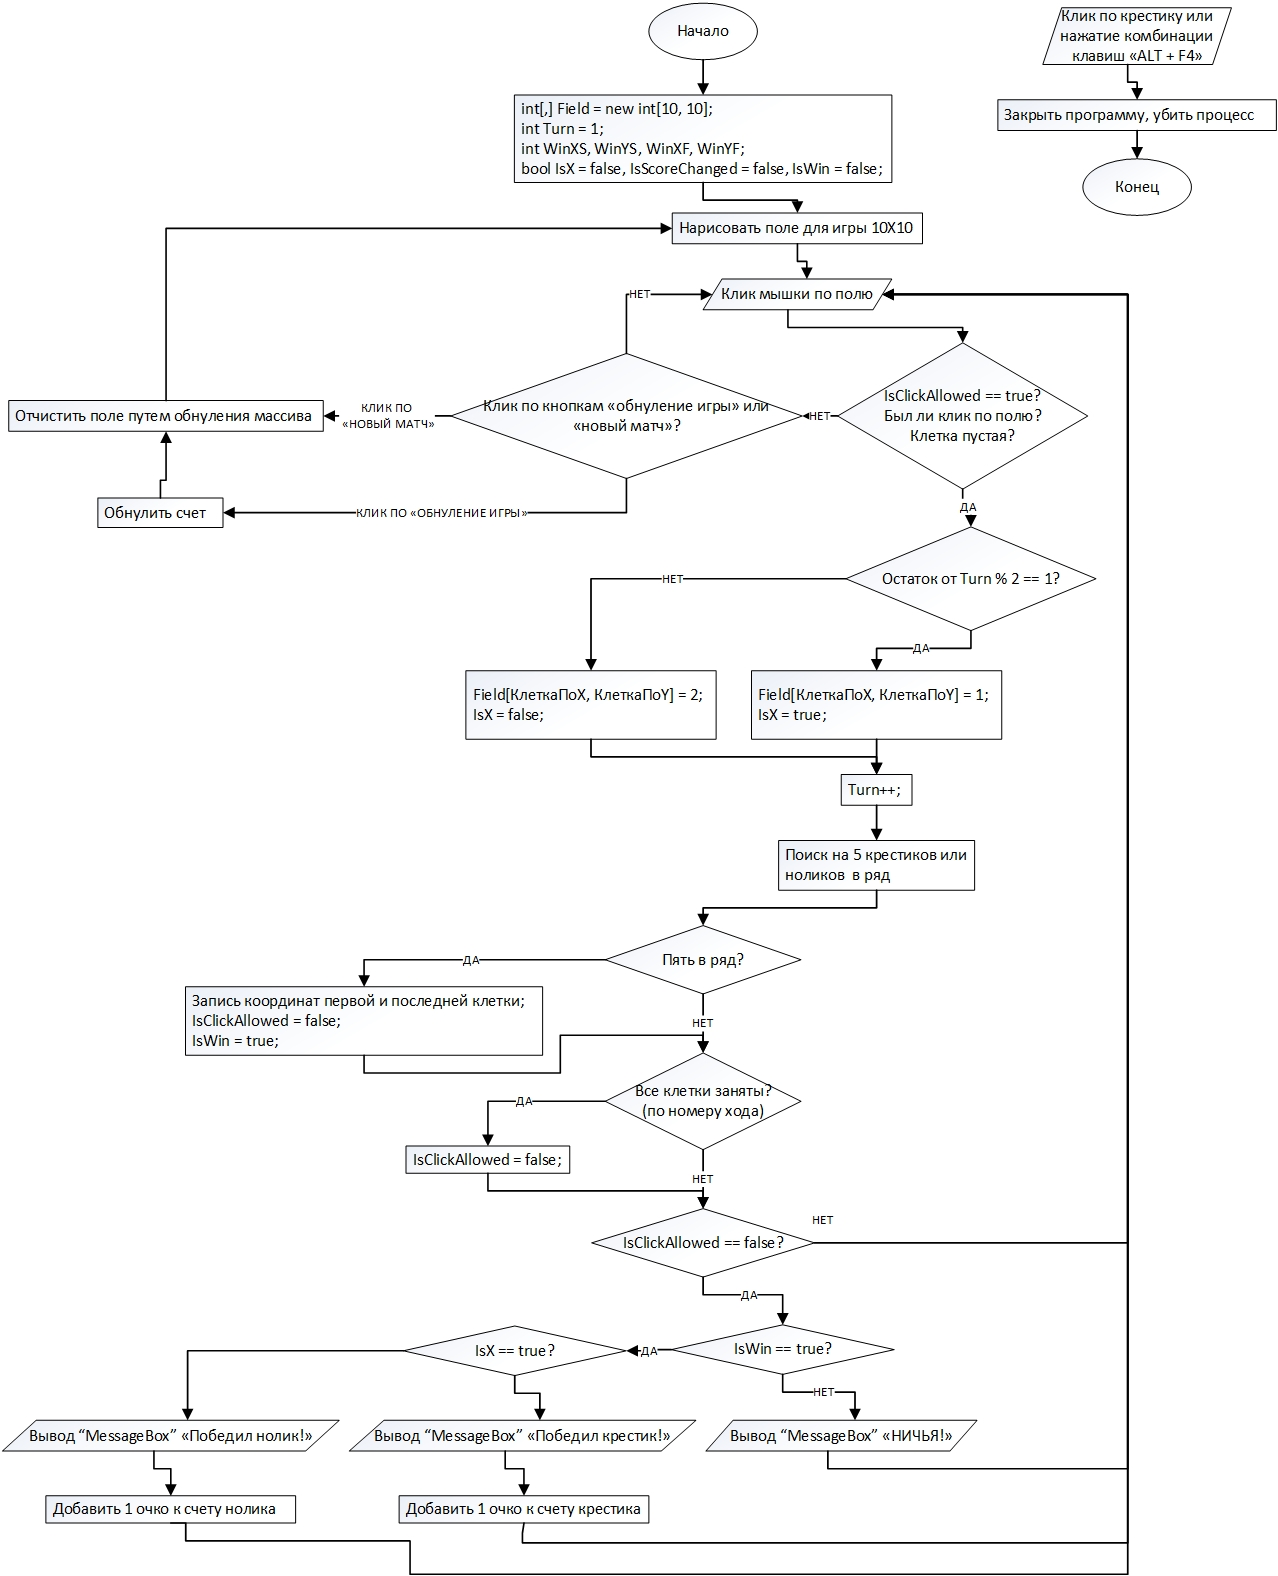 Начало
int[,] Field = new int[10, 10];
int Turn = 1;
int WinXS, WinYS, WinXF, WinYF;
bool IsX = false, IsScoreChanged = false, IsWin = false;
Клик по крестику или
нажатие комбинации
клавиш «ALT + F4»
Закрыть программу, убить процесс
Конец
Нарисовать поле для игры 10X10
Клик мышки по полю
НЕТ
IsClickAllowed == true?
Был ли клик по полю?
Клетка пустая?
НЕТ
Клик по кнопкам «обнуление игры» или
«новый матч»?
КЛИК ПО
«НОВЫЙ МАТЧ»
Отчистить поле путем обнуления массива
КЛИК ПО «ОБНУЛЕНИЕ ИГРЫ»
Обнулить счет
ДА
Остаток от Turn % 2 == 1?
НЕТ
ДА
Field[КлеткаПоX, КлеткаПоY] = 2;
IsX = false;
Field[КлеткаПоX, КлеткаПоY] = 1;
IsX = true;
Turn++;
Поиск на 5 крестиков или
ноликов в ряд
Пять в ряд?
ДА
Запись координат первой и последней клетки;
IsClickAllowed = false;
IsWin = true;
НЕТ
Все клетки заняты?
(по номеру хода)
ДА
IsClickAllowed = false;
НЕТ
IsClickAllowed == false?
НЕТ
ДА
IsWin == true?
ДА
IsX == true?
НЕТ
Вывод “MessageBox” «Победил нолик!»
Вывод “MessageBox” «Победил крестик!»
Вывод “MessageBox” «НИЧЬЯ!»
Добавить 1 очко к счету нолика
Добавить 1 очко к счету крестика